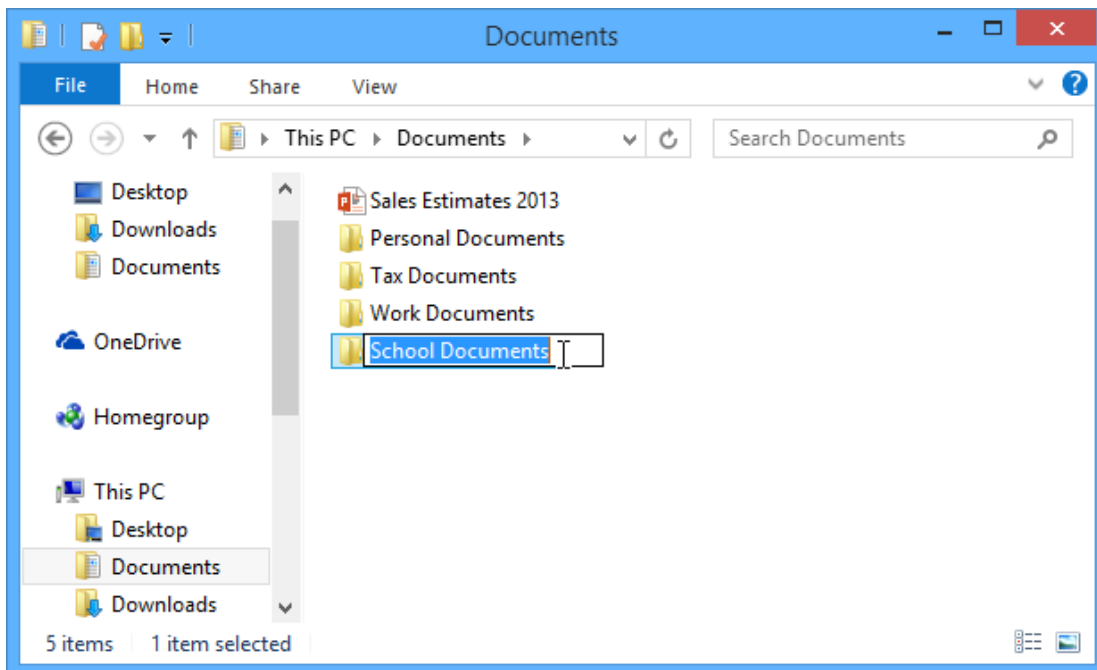 Documents
File Home Share View
This PC Documents Search Documents
Desktop
Downloads
Documents
OneDrive
Homegroup
This PC
Desktop
Documents
Downloads
Sales Estimates 2013
Personal Documents
Tax Documents
Work Documents
School Documents
5 items 1 item selected